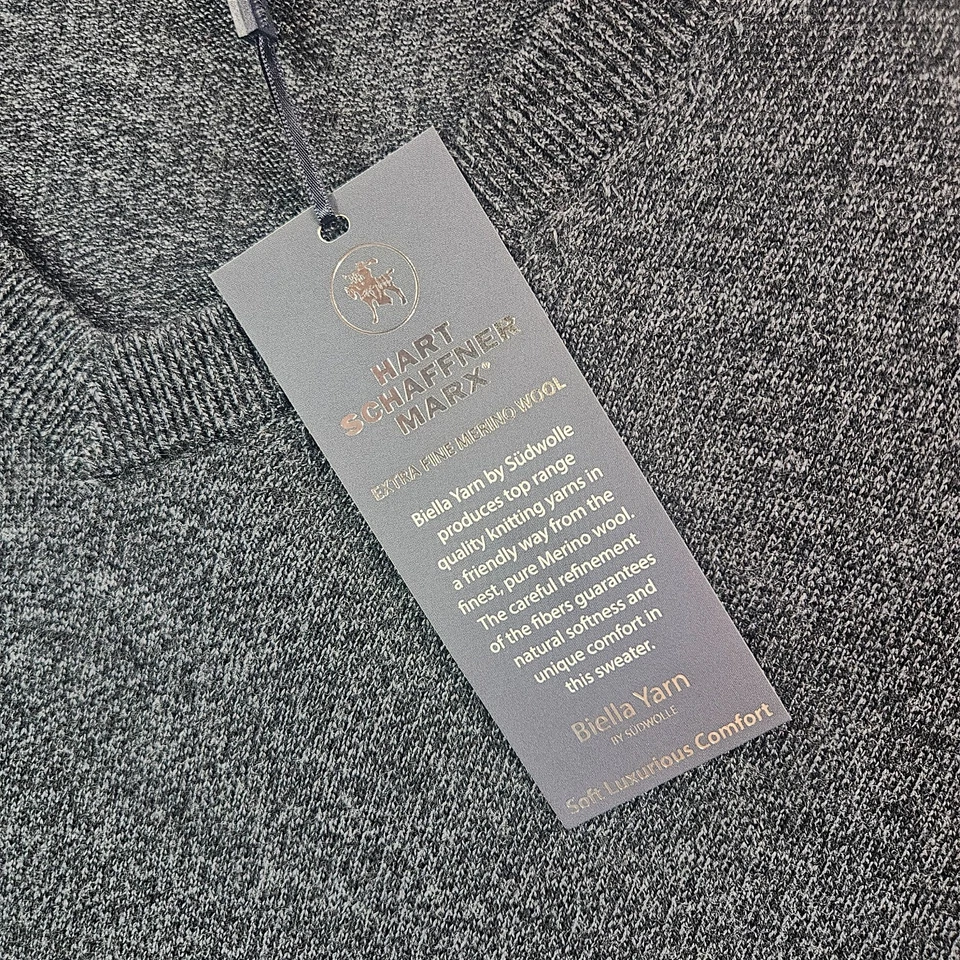 HART
SCHAFFNER
MARX®
EXTRA FINE MERINO WOOL
Biella Yarn by Südwolle
produces top range
quality knitting yarns in
a friendly way from the
finest, pure Merino wool.
The careful refinement
of the fibers guarantees
natural softness and
unique comfort in
this sweater.
Biella Yarn
BY SÜDWOLLE
Soft Luxurious Comfort